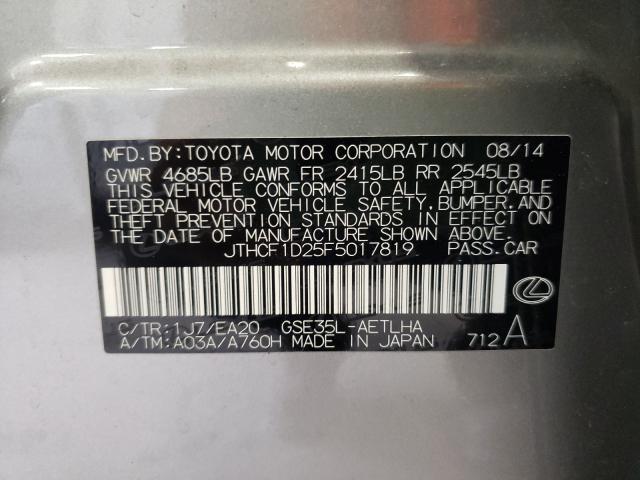 MFD.BY:TOYOTA MOTOR CORPORATION 08/14
GVWR 4685LB GAWR FR 2415LB RR 2545LB
THIS VEHICLE CONFORMS TO ALL APPLICABLE
FEDERAL MOTOR VEHICLE SAFETY,BUMPER,AND
THEFT PREVENTION STANDARDS IN EFFECT ON
THE DATE OF MANUFACTURE SHOWN ABOVE.
JTHCF1D25F5017819 PASS.CAR
C/TR:1J7/EA20 GSE35L-AETLHA
A/TM:A03A/A760H MADE IN JAPAN 712A